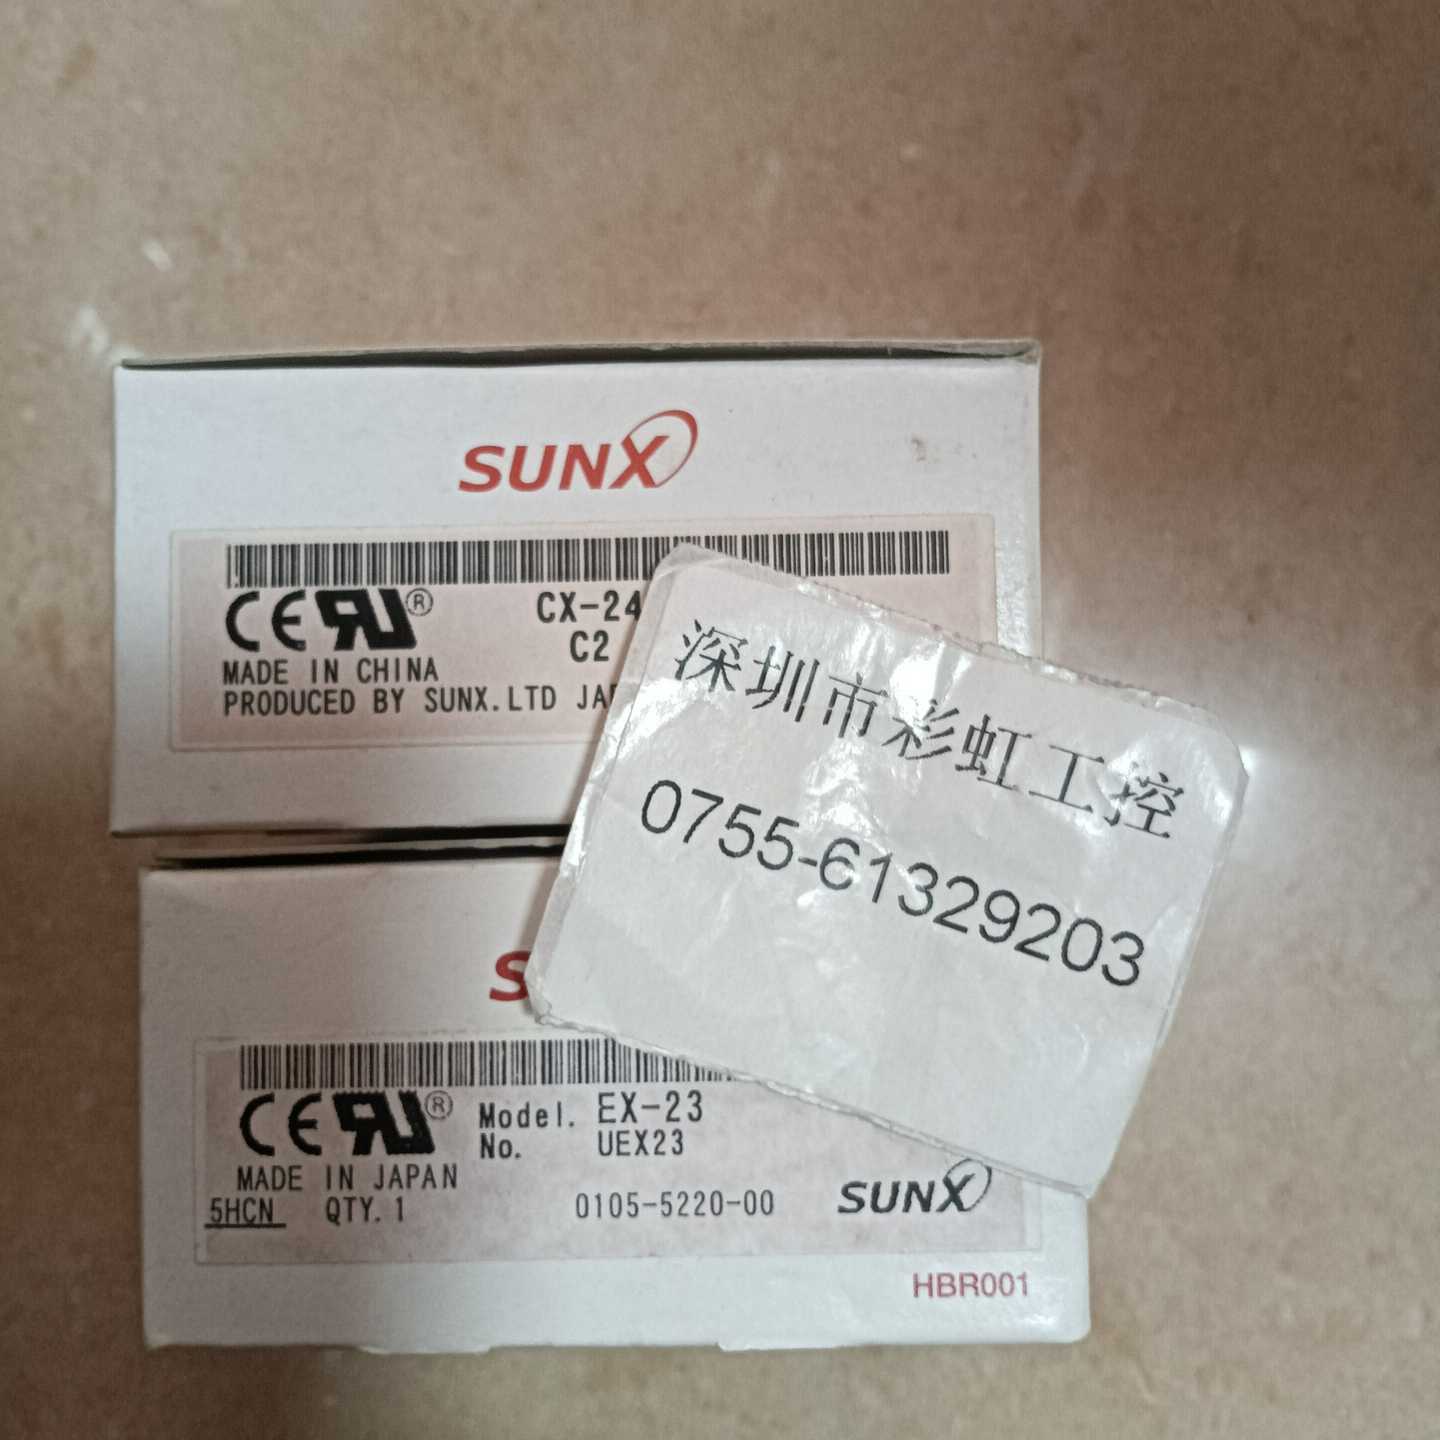 SUNX
CE ®
CX-24
C2
MADE IN CHINA
PRODUCED BY SUNX.LTD
深圳市彩虹工控
0755-61329203
CE ®
Model. EX-23
No. UEX23
MADE IN JAPAN
5HCN QTY. 1 0105-5220-00 SUNX
HBR001